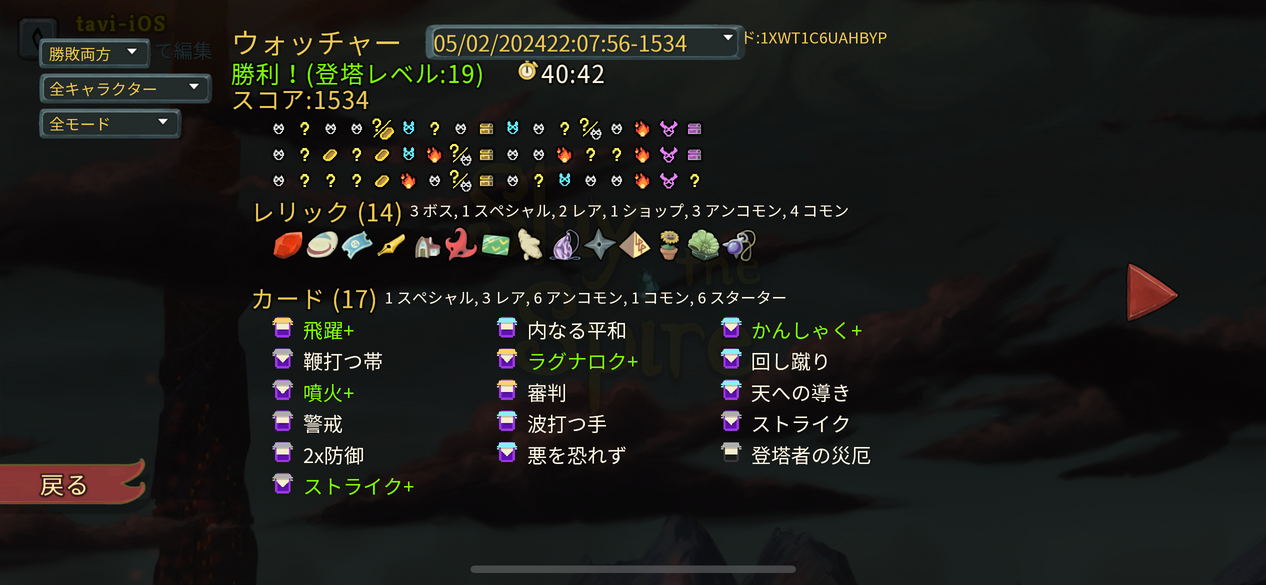 tavi-iOS
勝敗両方
て編集
全キャラクター
全モード
ウォッチャー
05/02/202422:07:56-1534
ド:1XWT1C6UAHBYP
勝利！(登塔レベル:19)
40:42
スコア:1534
レリック (14) 3 ボス, 1 スペシャル, 2 レア, 1 ショップ, 3 アンコモン, 4 コモン
カード (17) 1 スペシャル, 3 レア, 6 アンコモン, 1 コモン, 6 スターター
飛躍+ 内なる平和 かんしゃく+
鞭打つ帯 ラグナロク+ 回し蹴り
噴火+ 審判 天への導き
警戒 波打つ手 ストライク
2x防御 悪を恐れず 登塔者の災厄
ストライク+
戻る